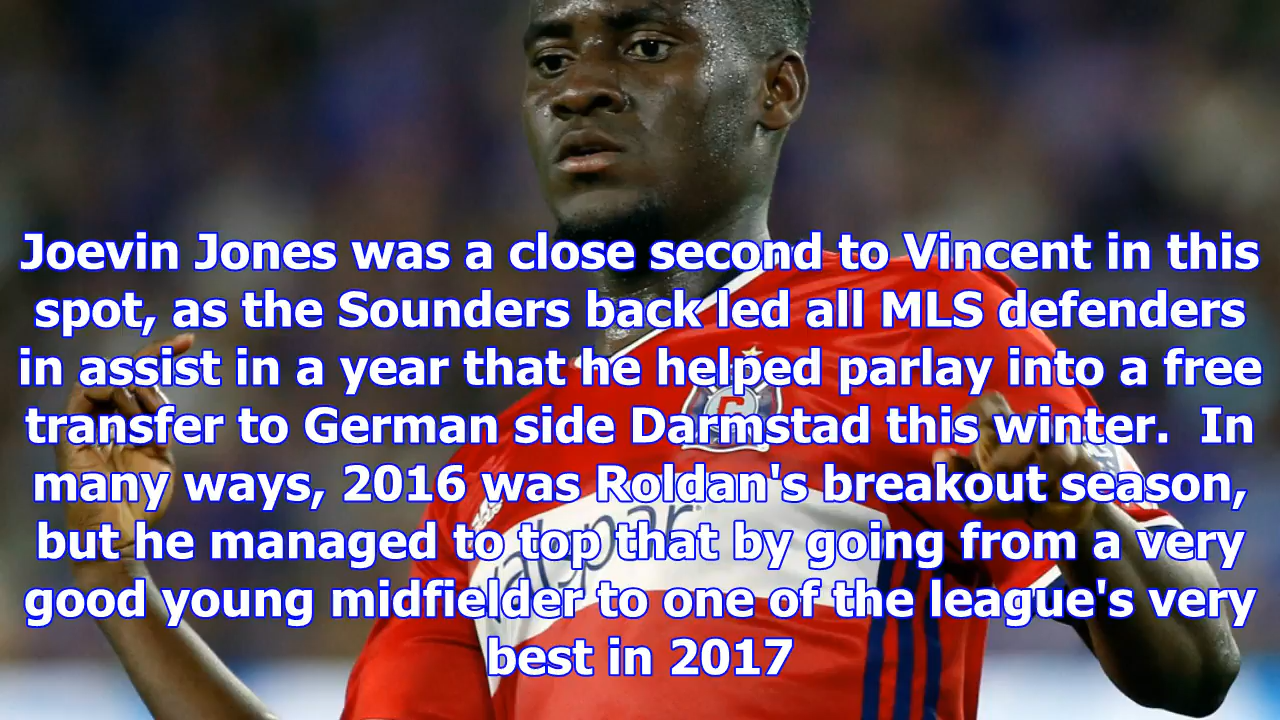 Joevin Jones was a close second to Vincent in this
spot, as the Sounders back led all MLS defenders
in assist in a year that he helped parlay into a free
transfer to German side Darmstad this winter.  In
many ways, 2016 was Roldan's breakout season,
but he managed to top that by going from a very
good young midfielder to one of the league's very
best in 2017
valspar